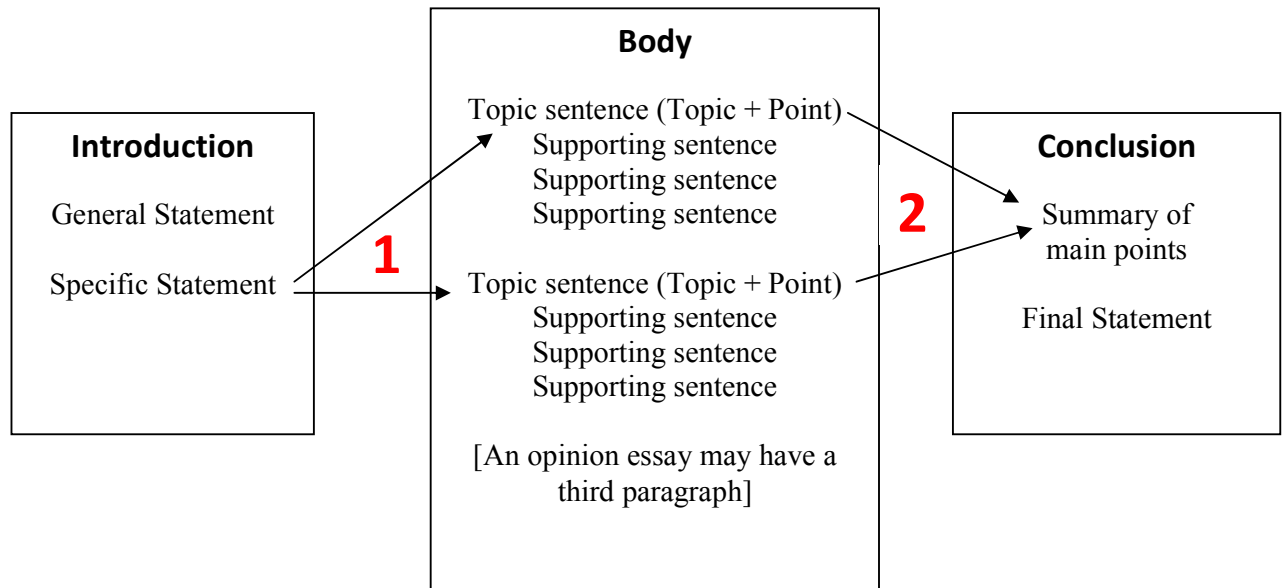 Introduction
General Statement
Specific Statement
1
Body
Topic sentence (Topic + Point)
Supporting sentence
Supporting sentence
Supporting sentence
Topic sentence (Topic + Point)
Supporting sentence
Supporting sentence
Supporting sentence
[An opinion essay may have a
third paragraph]
2
Conclusion
Summary of
main points
Final Statement